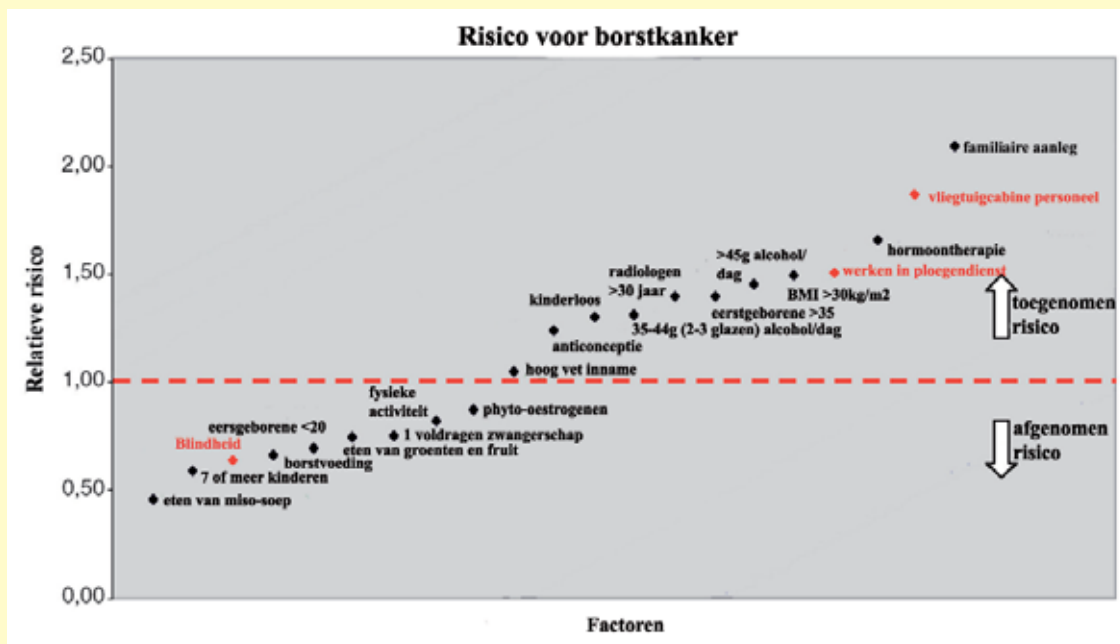 Risico voor borstkanker
2,50
2,00
1,50
1,00
0,50
0,00
Relatieve risico
Factoren
familiaire aanleg
vliegtuigcabine personeel
hormoontherapie
werken in ploegendienst
>45g alcohol/
dag
BMI >30kg/m2
radiologen
>30 jaar
eerstgeborene >35
kinderloos
35-44g (2-3 glazen) alcohol/dag
anticonceptie
hoog vet inname
toegenomen
risico
fysieke
activiteit
phyto-oestrogenen
eersgeborene <20
1 voldragen zwangerschap
eten van groenten en fruit
Blindheid
borstvoeding
7 of meer kinderen
eten van miso-soep
afgenomen
risico